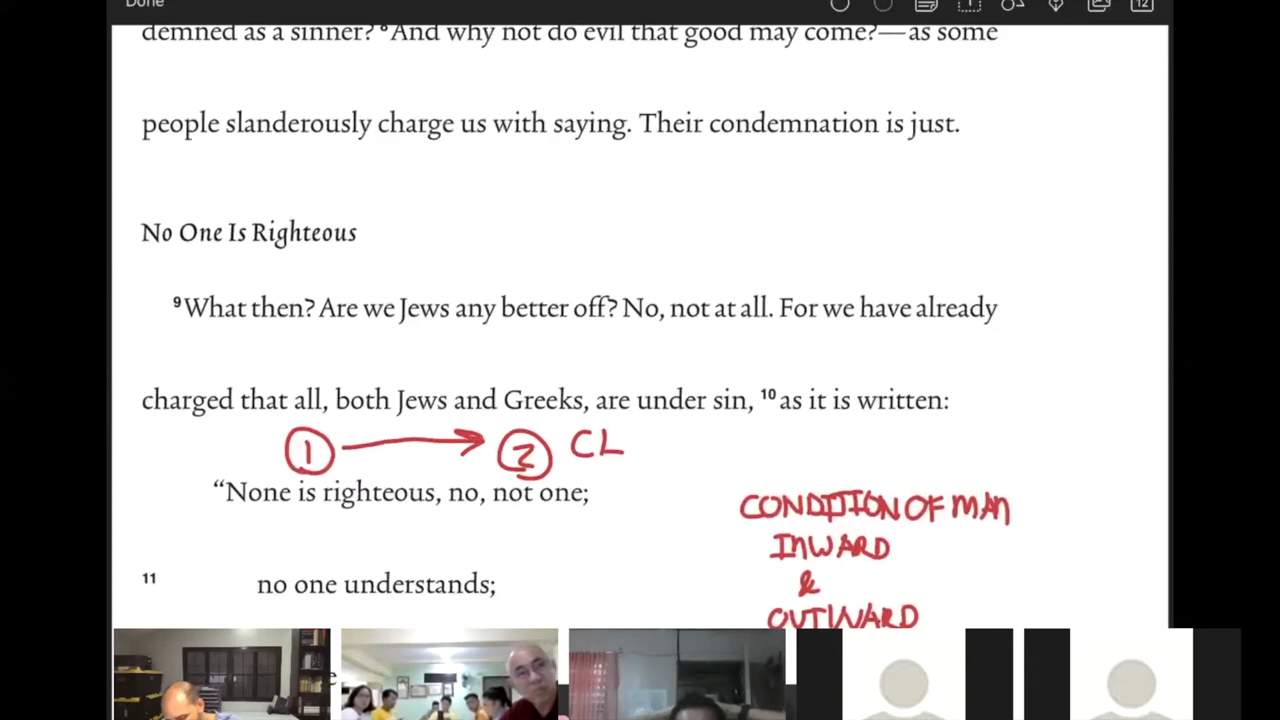 Done
12
demned as a sinner? ⁸And why not do evil that good may come?—as some
people slanderously charge us with saying. Their condemnation is just.
No One Is Righteous
⁹What then? Are we Jews any better off? No, not at all. For we have already
charged that all, both Jews and Greeks, are under sin, ¹⁰as it is written:
1 → 2 CL
“None is righteous, no, not one;
CONDITION OF MAN
INWARD
11 no one understands;
&
OUTWARD